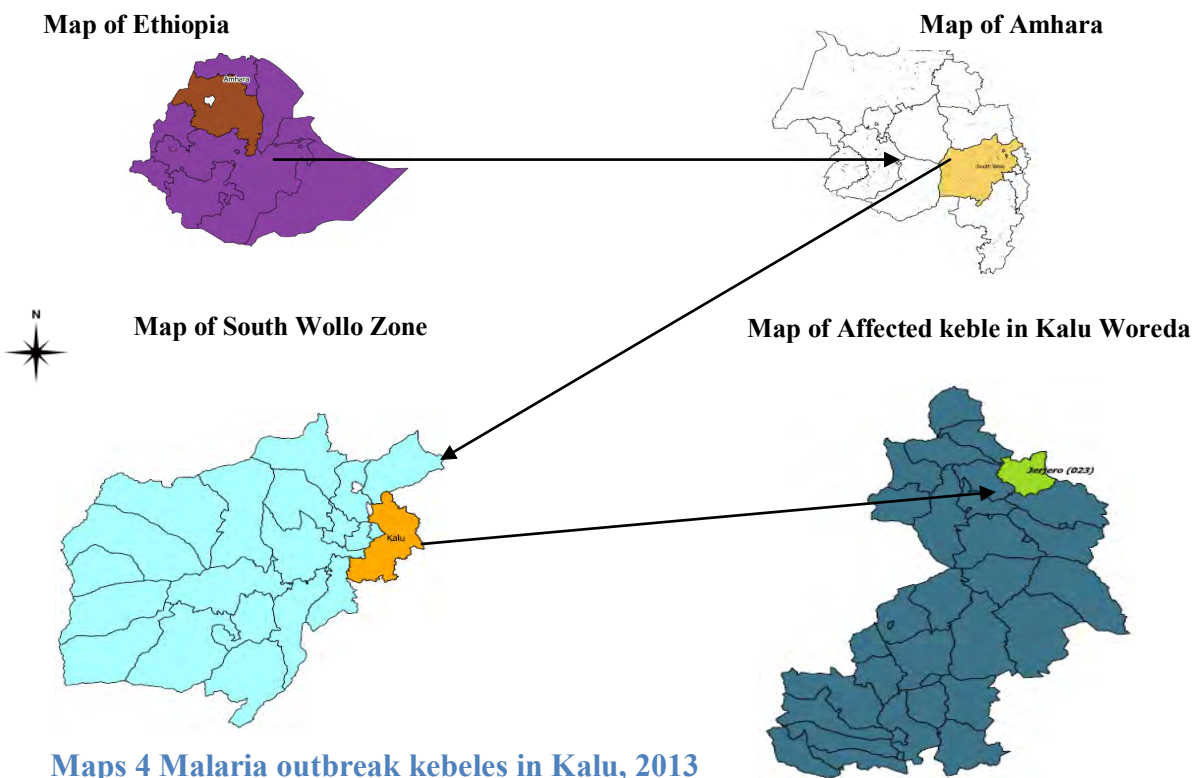 Map of Ethiopia
Map of Amhara
Amhara
South Wollo
N
Map of South Wollo Zone
Map of Affected keble in Kalu Woreda
Jerjero (023)
Kalu
Maps 4 Malaria outbreak kebeles in Kalu, 2013